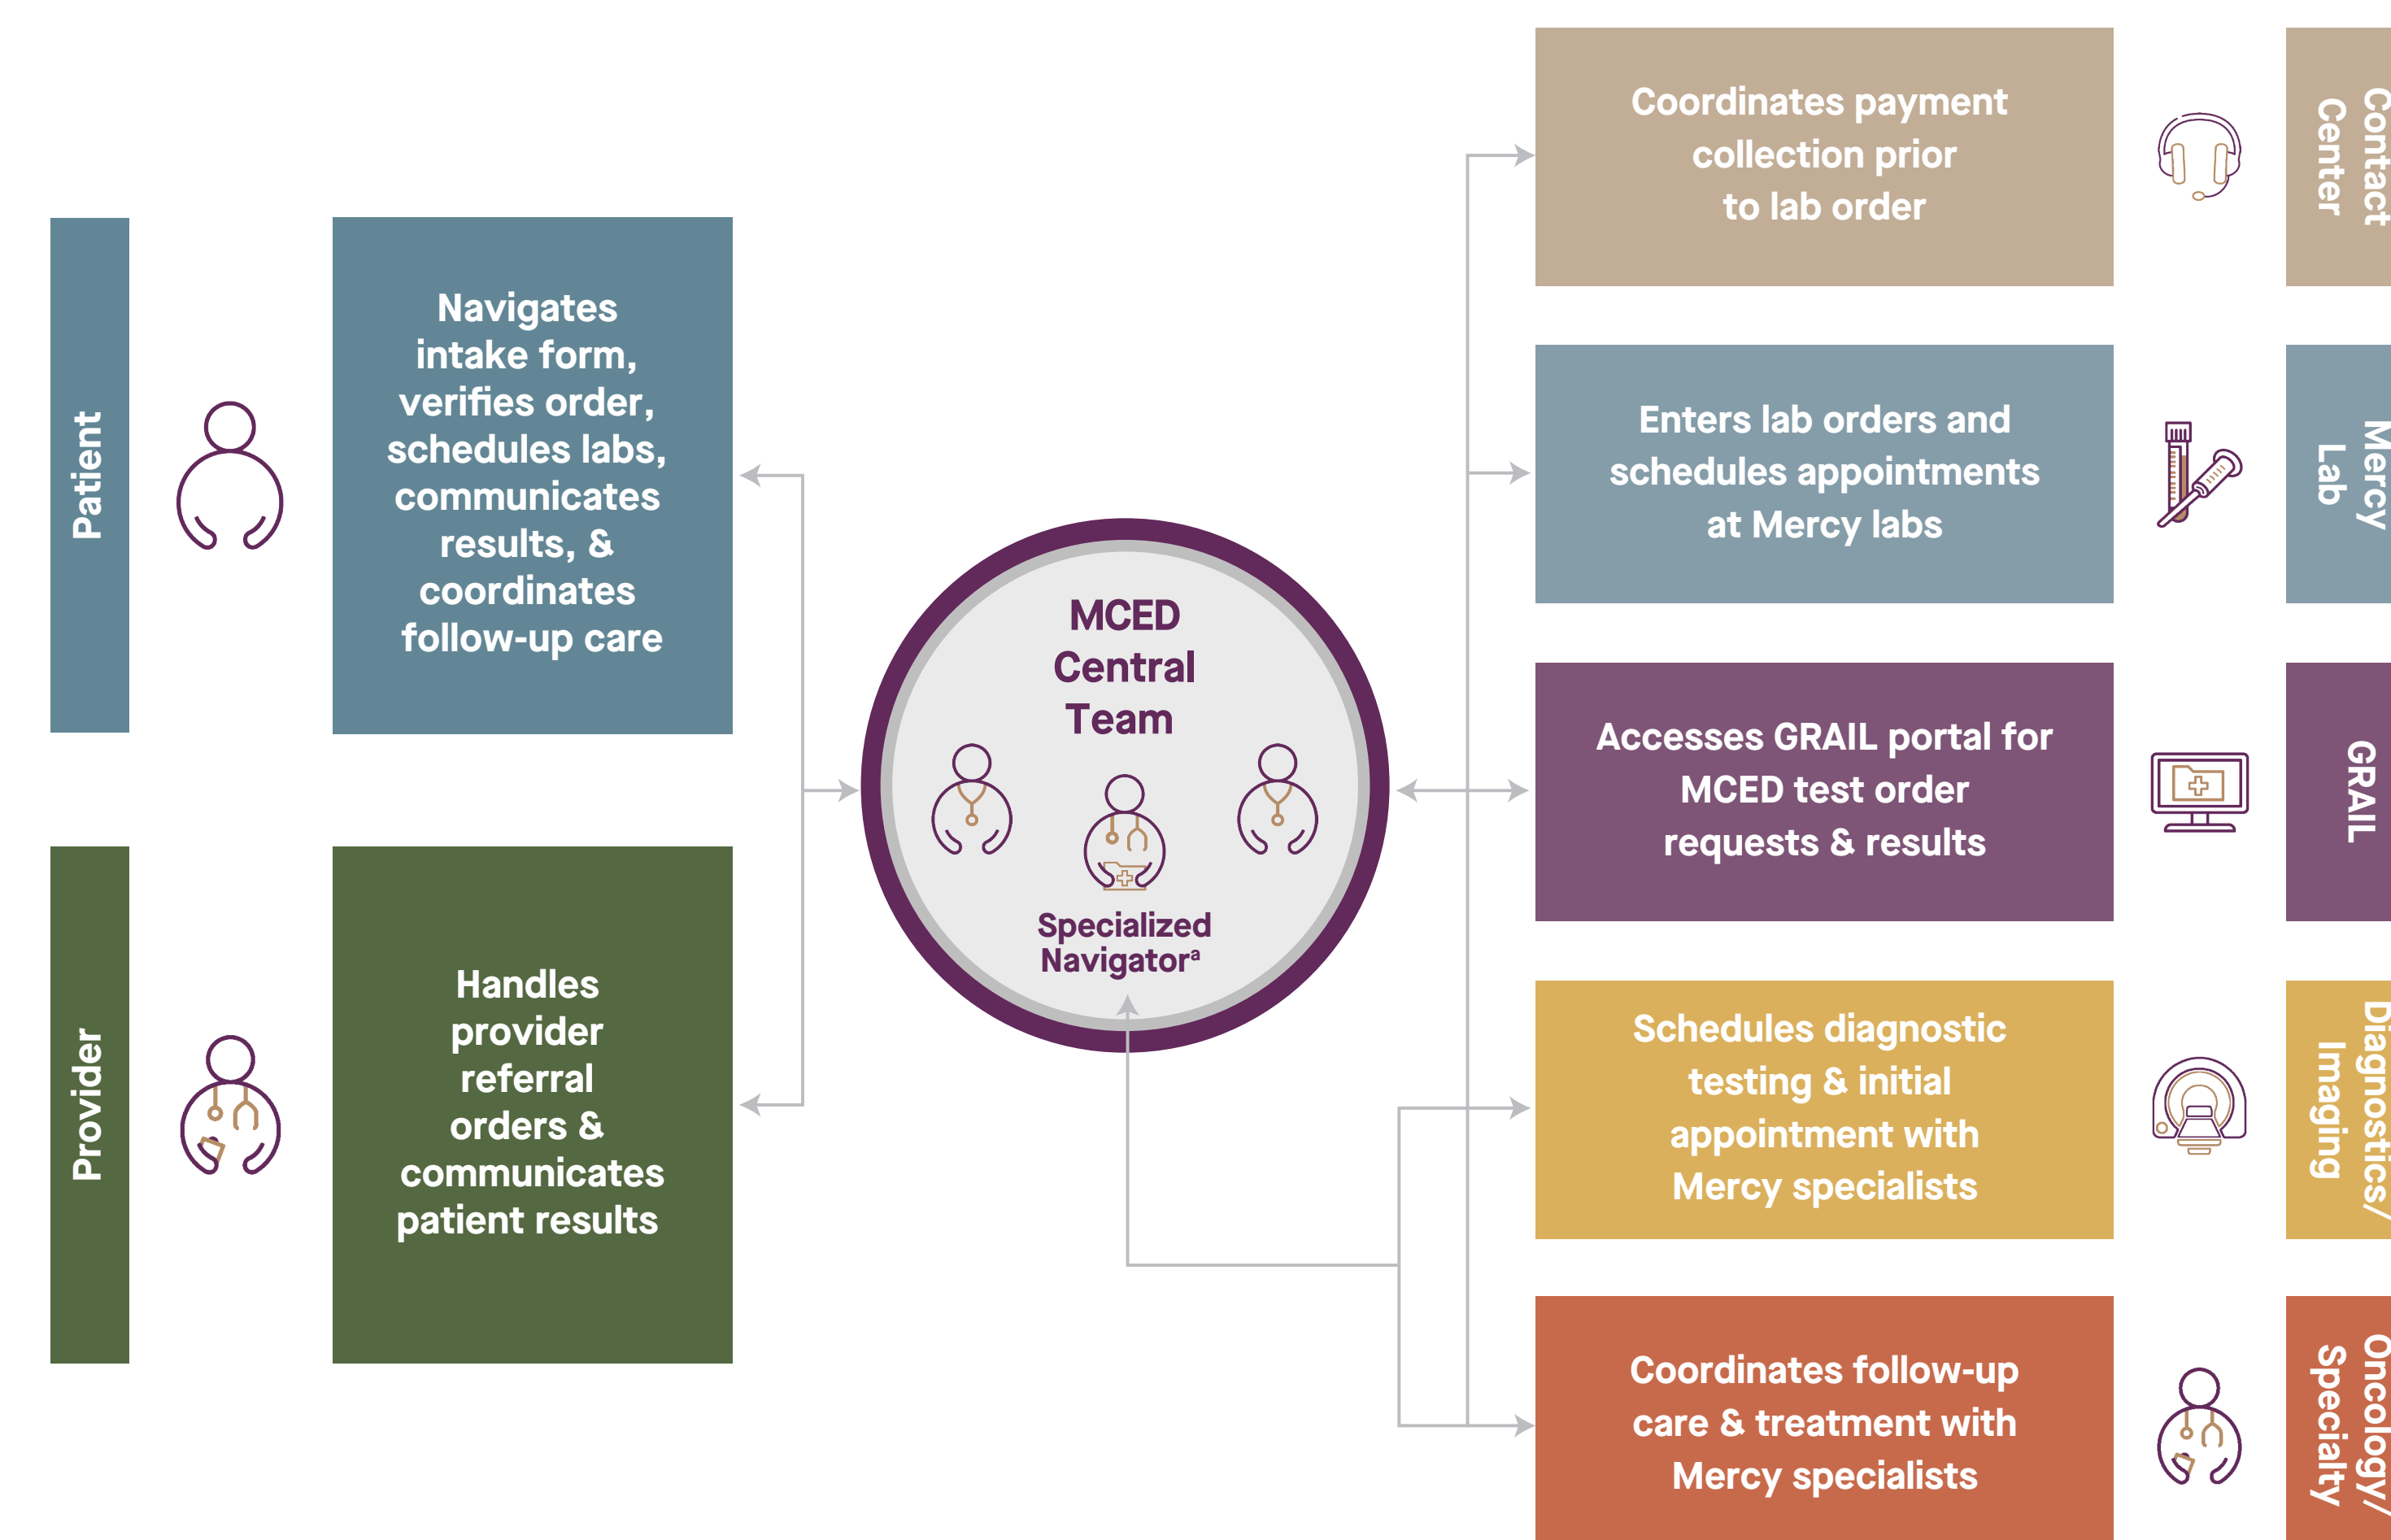 Patient
Navigates
intake form,
verifies order,
schedules labs,
communicates
results, &
coordinates
follow-up care
Provider
Handles
provider
referral
orders &
communicates
patient results
MCED
Central
Team
Specialized
Navigatorᵃ
Coordinates payment
collection prior
to lab order
Contact
Center
Enters lab orders and
schedules appointments
at Mercy labs
Mercy
Lab
Accesses GRAIL portal for
MCED test order
requests & results
GRAIL
Schedules diagnostic
testing & initial
appointment with
Mercy specialists
Diagnostics/
Imaging
Coordinates follow-up
care & treatment with
Mercy specialists
Oncology/
Specialty